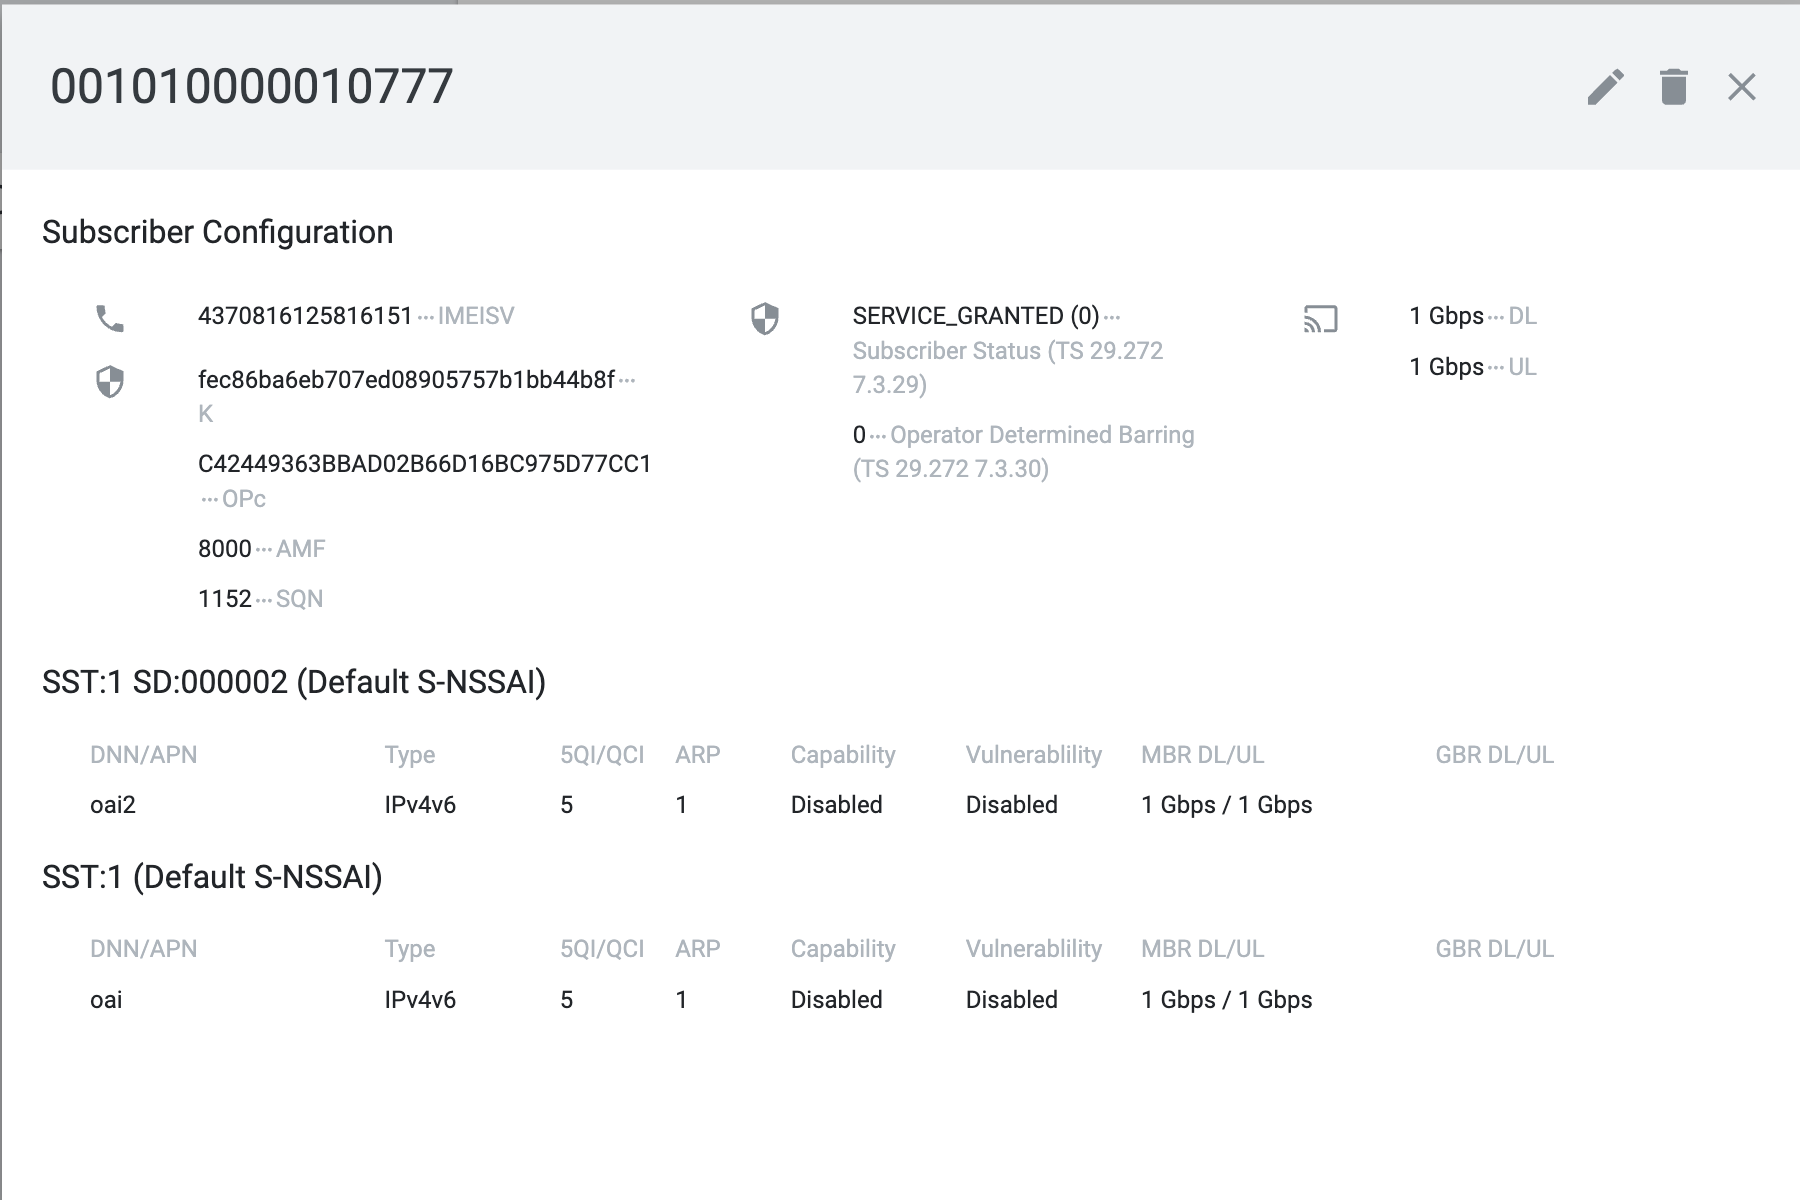 001010000010777
Subscriber Configuration
4370816125816151 ··· IMEISV
fec86ba6eb707ed08905757b1bb44b8f ···
K
C42449363BBAD02B66D16BC975D77CC1
··· OPc
8000 ··· AMF
1152 ··· SQN
SERVICE_GRANTED (0) ···
Subscriber Status (TS 29.272
7.3.29)
0 ··· Operator Determined Barring
(TS 29.272 7.3.30)
1 Gbps ··· DL
1 Gbps ··· UL
SST:1 SD:000002 (Default S-NSSAI)
DNN/APN Type 5QI/QCI ARP Capability Vulnerablility MBR DL/UL GBR DL/UL
oai2 IPv4v6 5 1 Disabled Disabled 1 Gbps / 1 Gbps
SST:1 (Default S-NSSAI)
DNN/APN Type 5QI/QCI ARP Capability Vulnerablility MBR DL/UL GBR DL/UL
oai IPv4v6 5 1 Disabled Disabled 1 Gbps / 1 Gbps